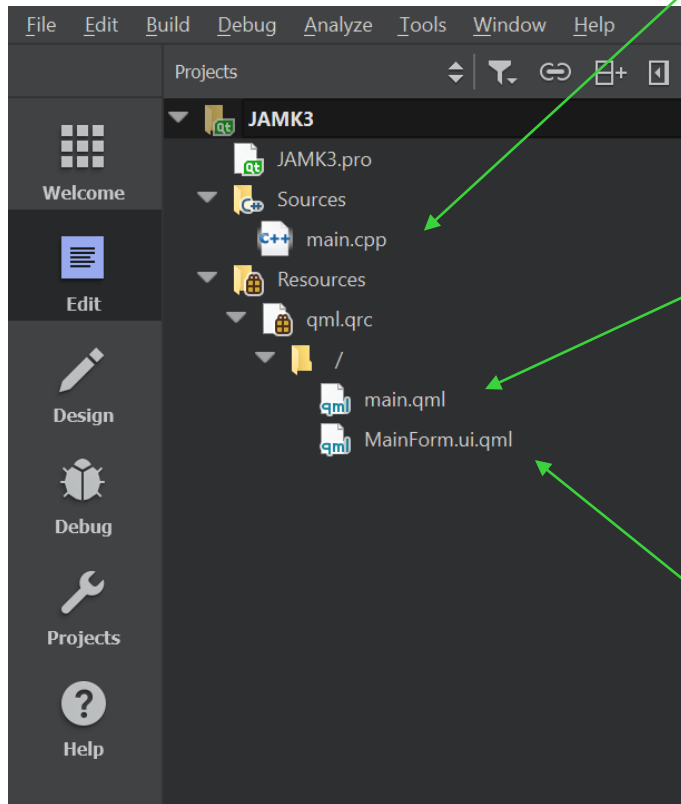 File Edit Build Debug Analyze Tools Window Help
Projects
JAMK3
JAMK3.pro
Welcome
Sources
main.cpp
Resources
Edit
qml.qrc
/
main.qml
Design
MainForm.ui.qml
Debug
Projects
Help